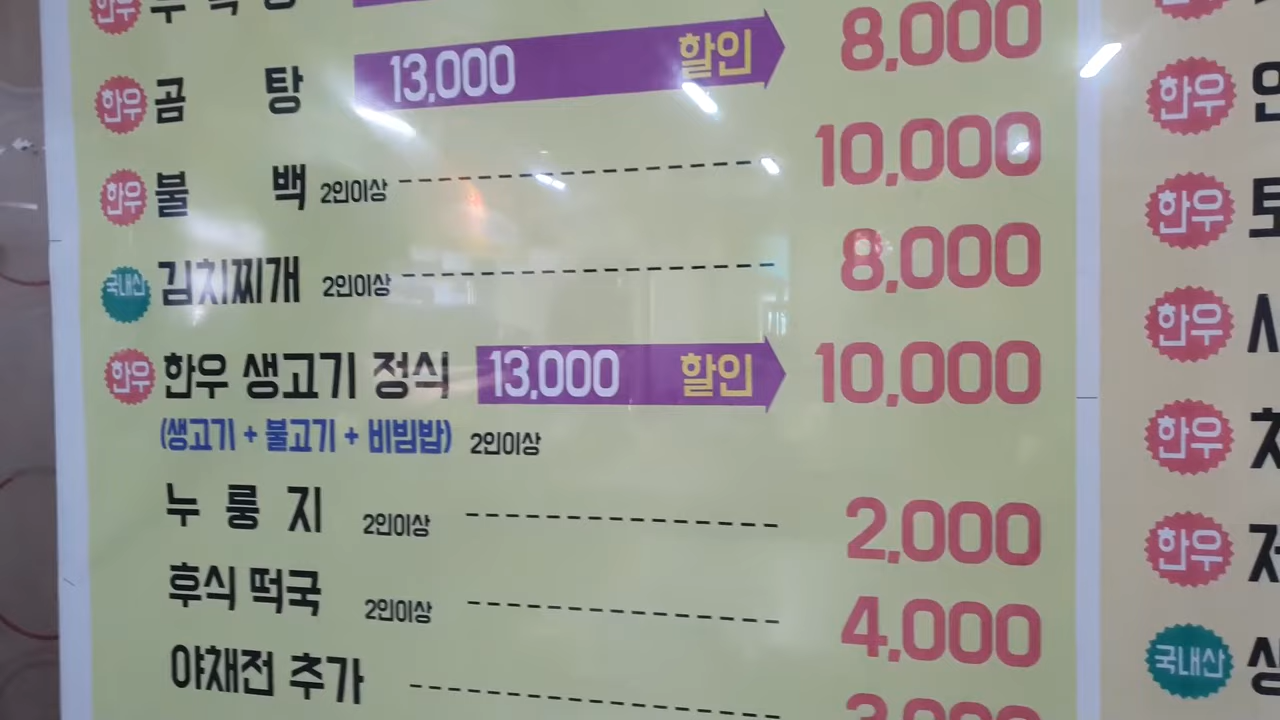 한우
한우 곰 탕 13,000 할인 8,000
한우 불 백 2인이상 10,000
국내산 김치찌개 2인이상 8,000
한우 한우 생고기 정식 13,000 할인 10,000
(생고기 + 불고기 + 비빔밥) 2인이상
누 룽 지 2인이상 2,000
후식 떡국 2인이상 4,000
야채전 추가 3,000
한우
한우
한우
한우
한우
국내산